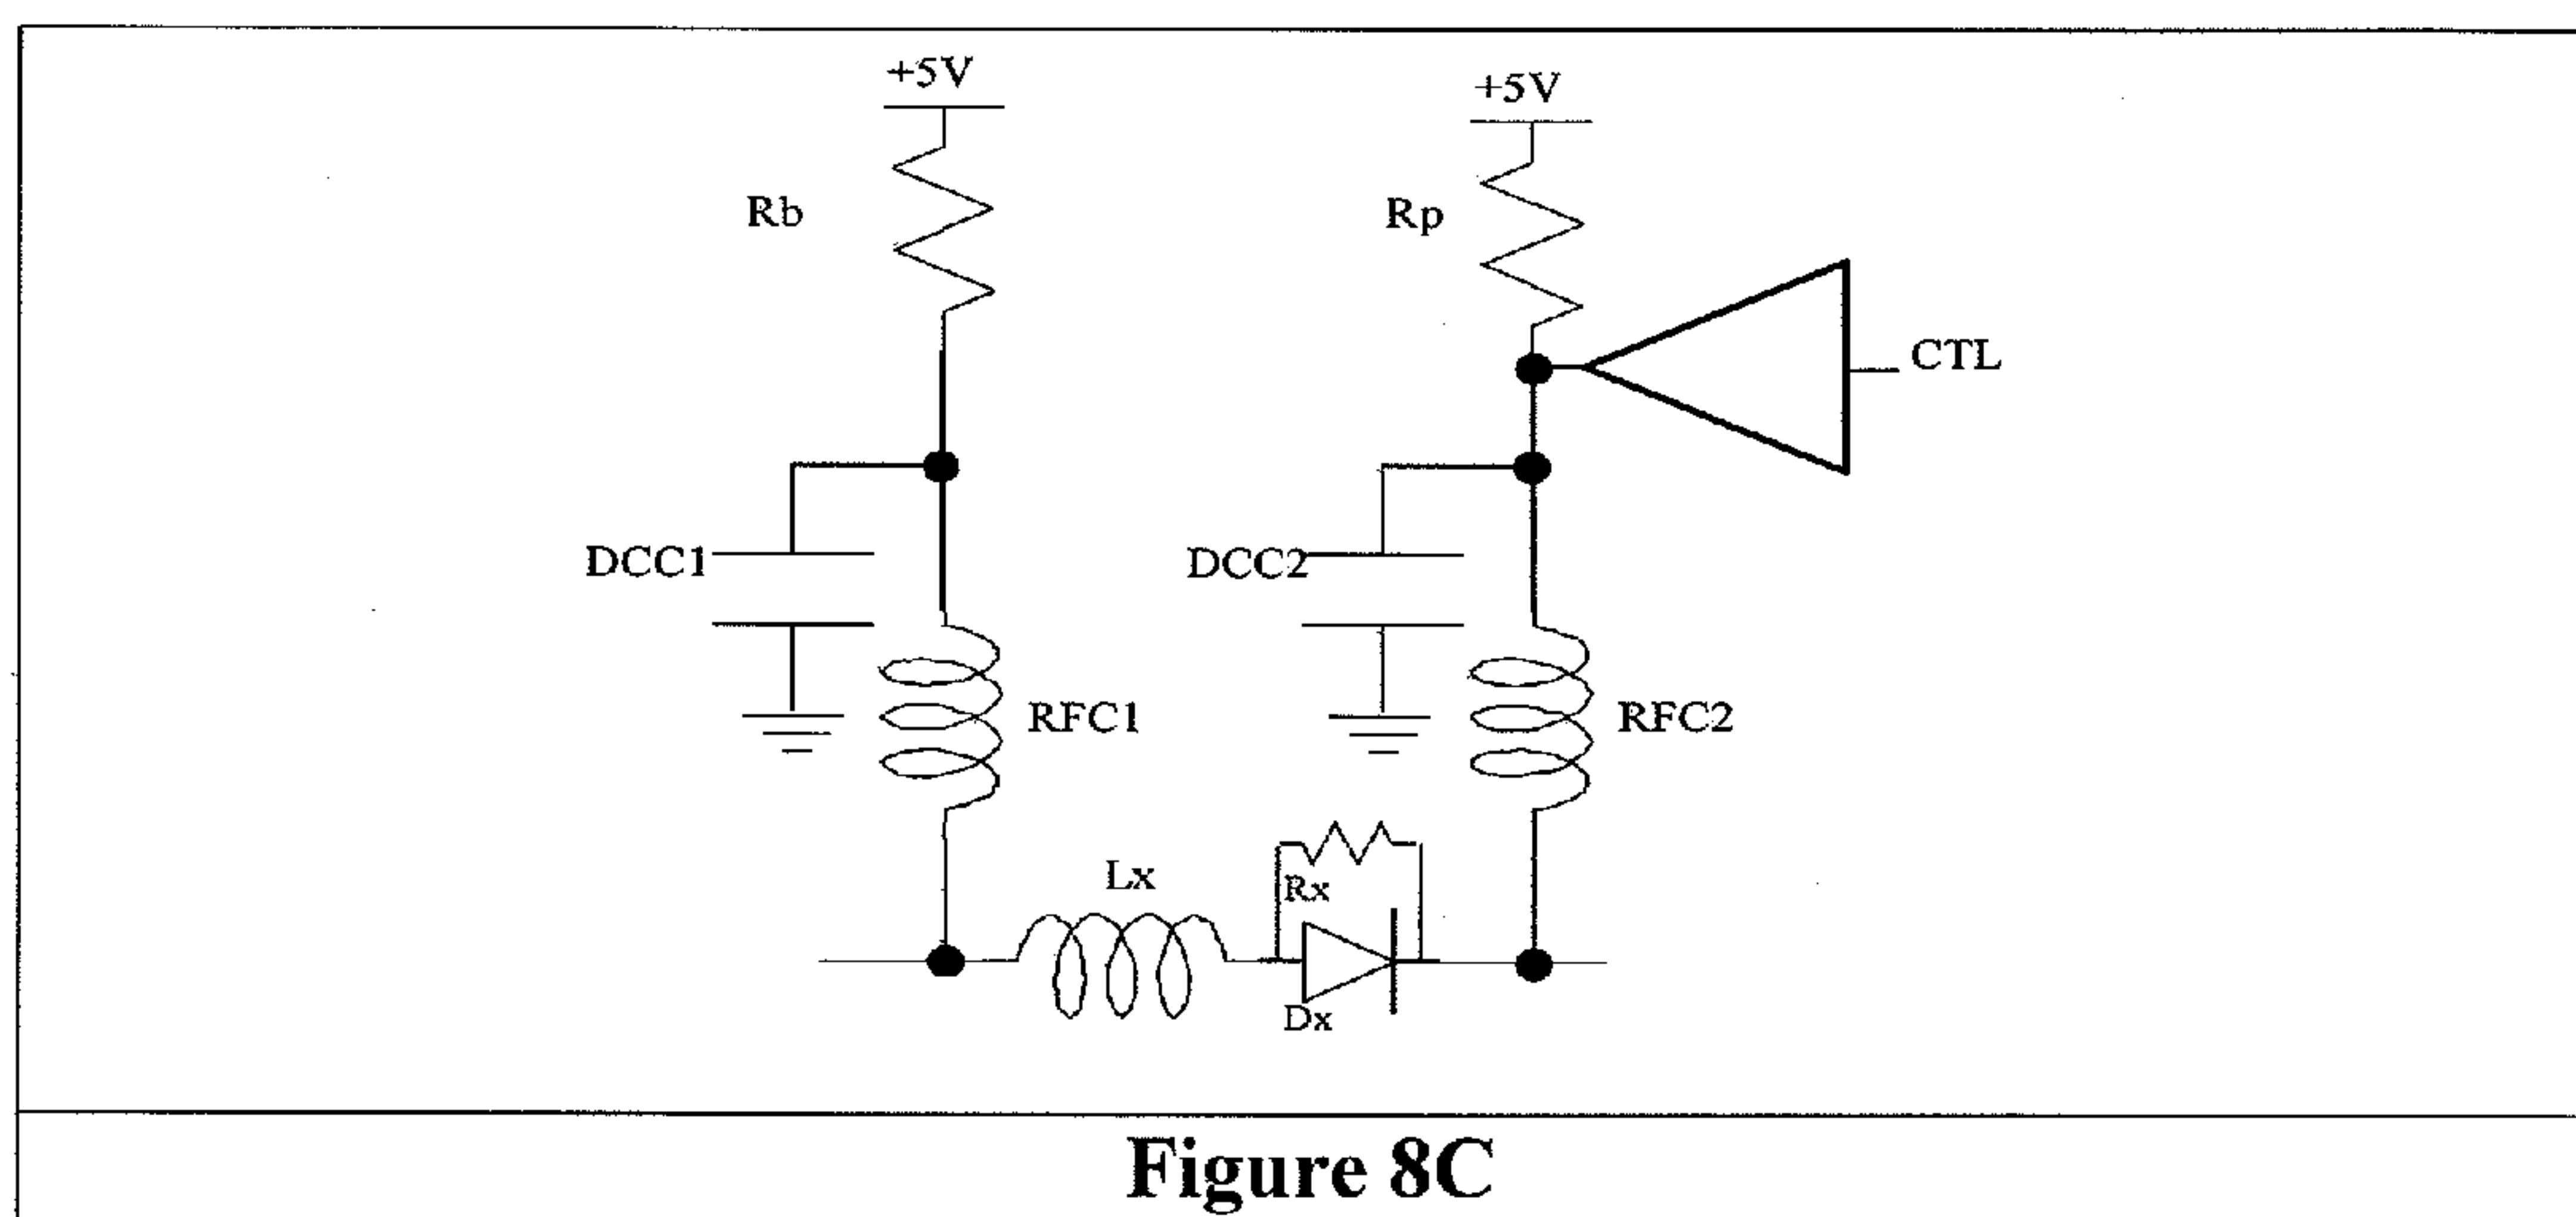 +5V
+5V
Rb
Rp
CTL
DCC1
DCC2
RFC1
RFC2
Lx
Rx
Dx
Figure 8C